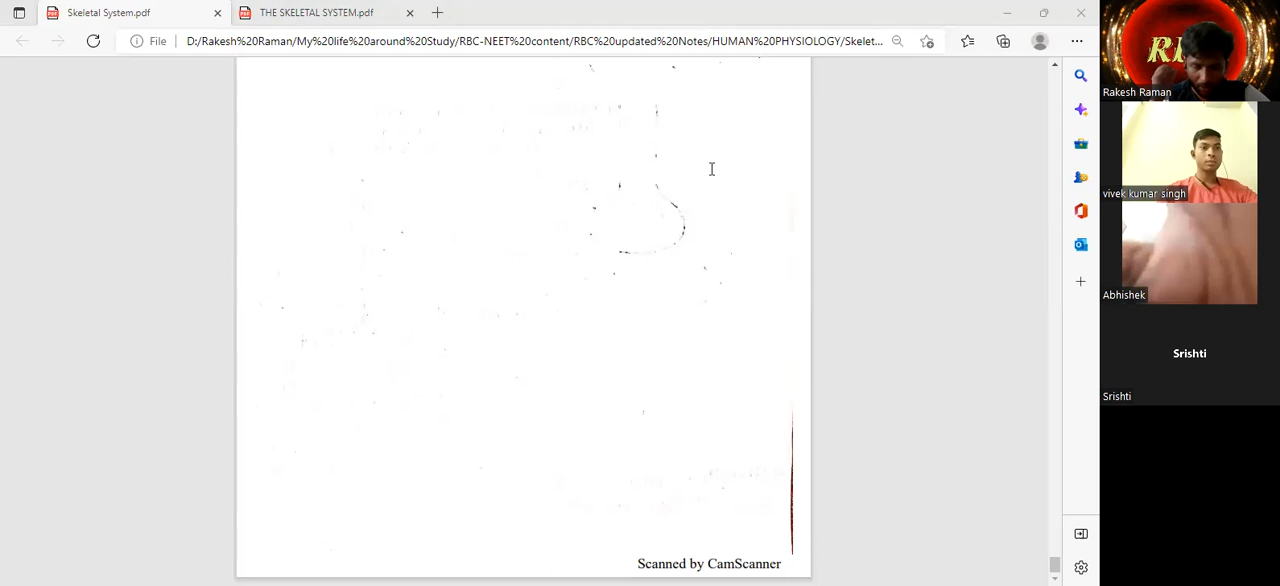 Skeletal System.pdf
THE SKELETAL SYSTEM.pdf
File
D:/Rakesh%20Raman/My%20life%20around%20Study/RBC-NEET%20content/RBC%20updated%20Notes/HUMAN%20PHYSIOLOGY/Skelet...
Rakesh Raman
vivek kumar singh
Abhishek
Srishti
Srishti
Scanned by CamScanner